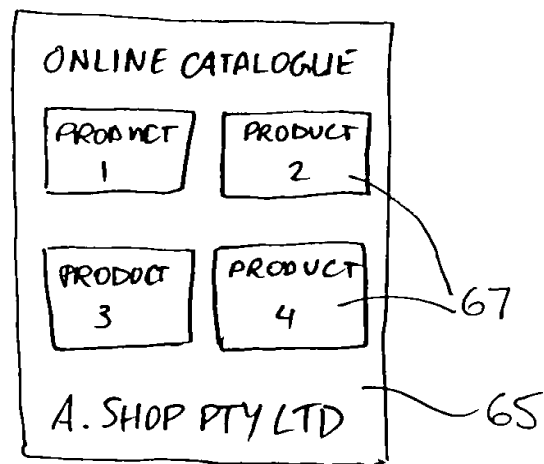 ONLINE CATALOGUE
PRODUCT 1
PRODUCT 2
PRODUCT 3
PRODUCT 4
67
A. SHOP PTY LTD
65